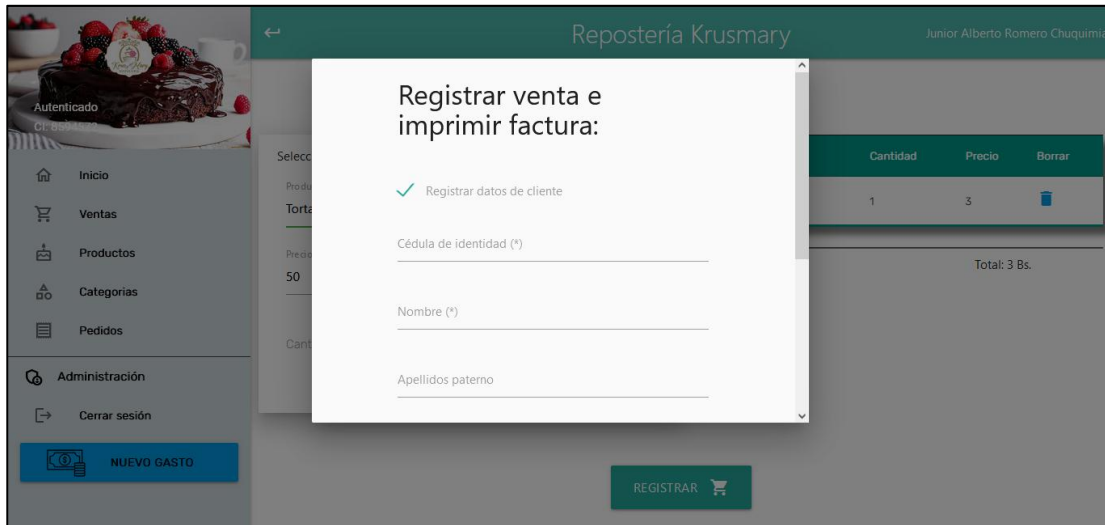 Repostería Krusmary
Junior Alberto Romero Chuquimia
Autenticado
Inicio
Ventas
Productos
Categorias
Pedidos
Administración
Cerrar sesión
NUEVO GASTO
Registrar venta e
imprimir factura:
Registrar datos de cliente
Cédula de identidad (*)
Nombre (*)
Apellidos paterno
Selecc
Produ
Torta
Precio
50
Cant
Cantidad Precio Borrar
1 3
Total: 3 Bs.
REGISTRAR